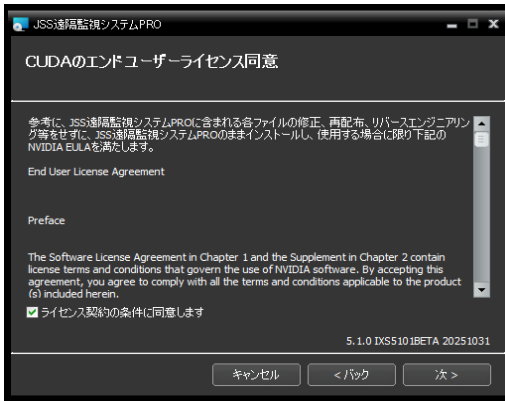 JSS遠隔監視システムPRO
CUDAのエンドユーザーライセンス同意
参考に、JSS遠隔監視システムPROに含まれる各ファイルの修正、再配布、リバースエンジニアリン
グ等をせずに、JSS遠隔監視システムPROのままインストールし、使用する場合に限り下記の
NVIDIA EULAを満たします。
End User License Agreement
Preface
The Software License Agreement in Chapter 1 and the Supplement in Chapter 2 contain
license terms and conditions that govern the use of NVIDIA software. By accepting this
agreement, you agree to comply with all the terms and conditions applicable to the product
(s) included herein.
ライセンス契約の条件に同意します
5.1.0 IXS5101BETA 20251031
キャンセル
< バック
次 >